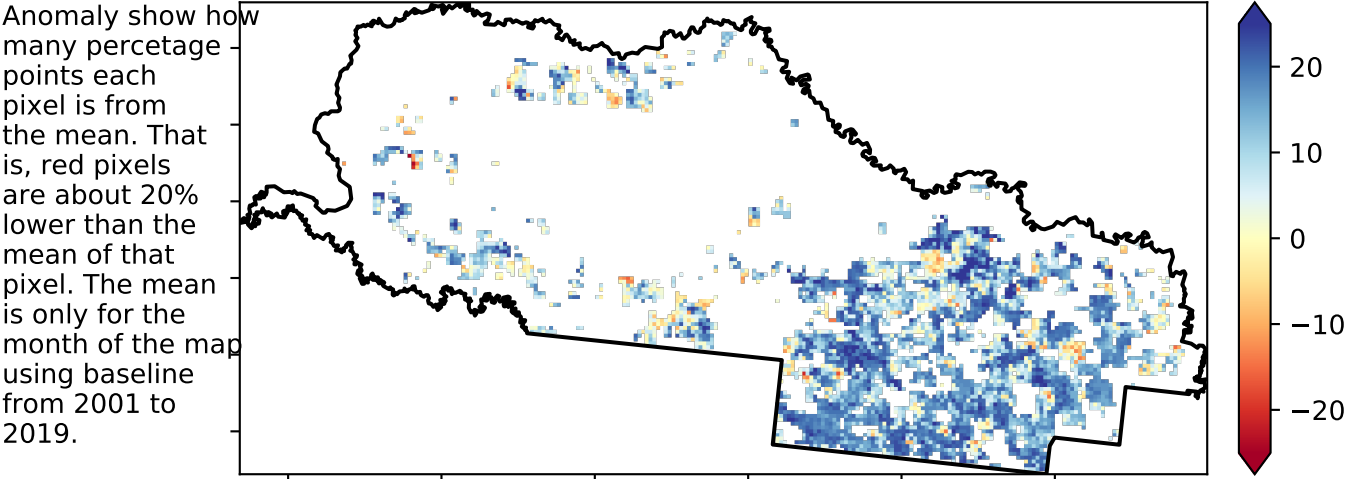 Anomaly show how
many percetage
points each
pixel is from
the mean. That
is, red pixels
are about 20%
lower than the
mean of that
pixel. The mean
is only for the
month of the map
using baseline
from 2001 to
2019.
20
10
0
−10
−20